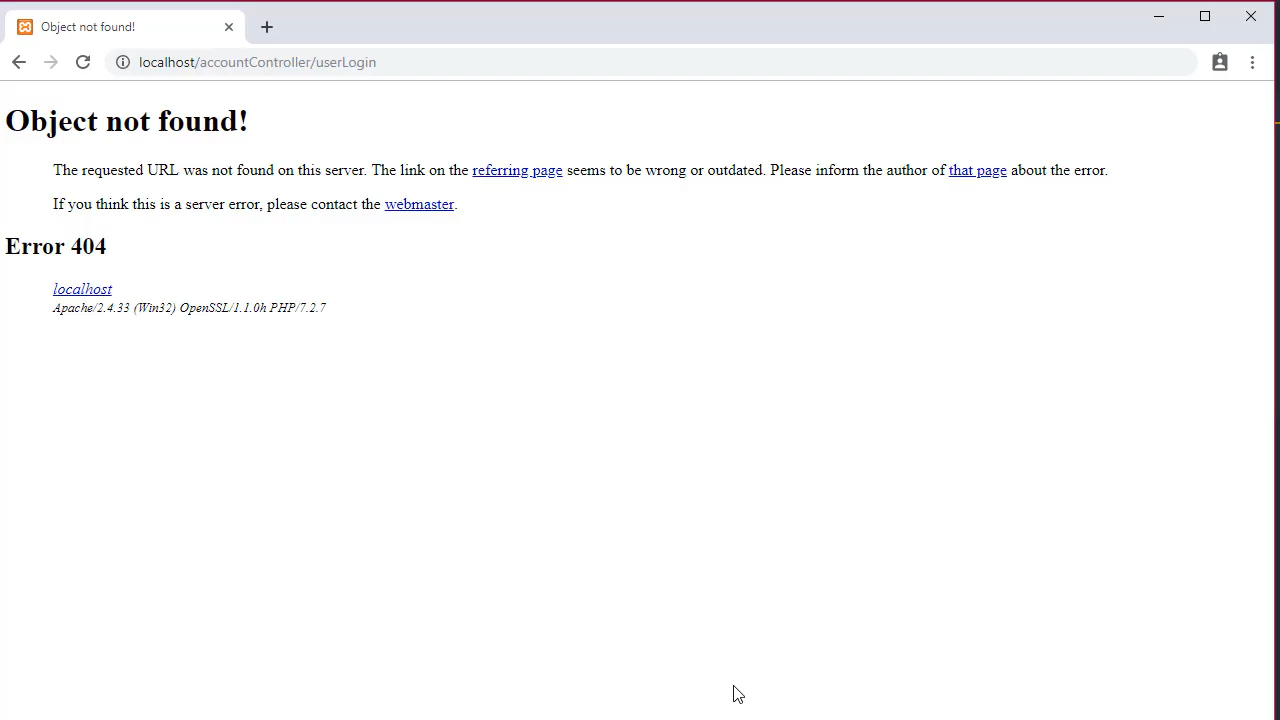 Object not found!
localhost/accountController/userLogin
Object not found!
The requested URL was not found on this server. The link on the referring page seems to be wrong or outdated. Please inform the author of that page about the error.
If you think this is a server error, please contact the webmaster.
Error 404
localhost
Apache/2.4.33 (Win32) OpenSSL/1.1.0h PHP/7.2.7